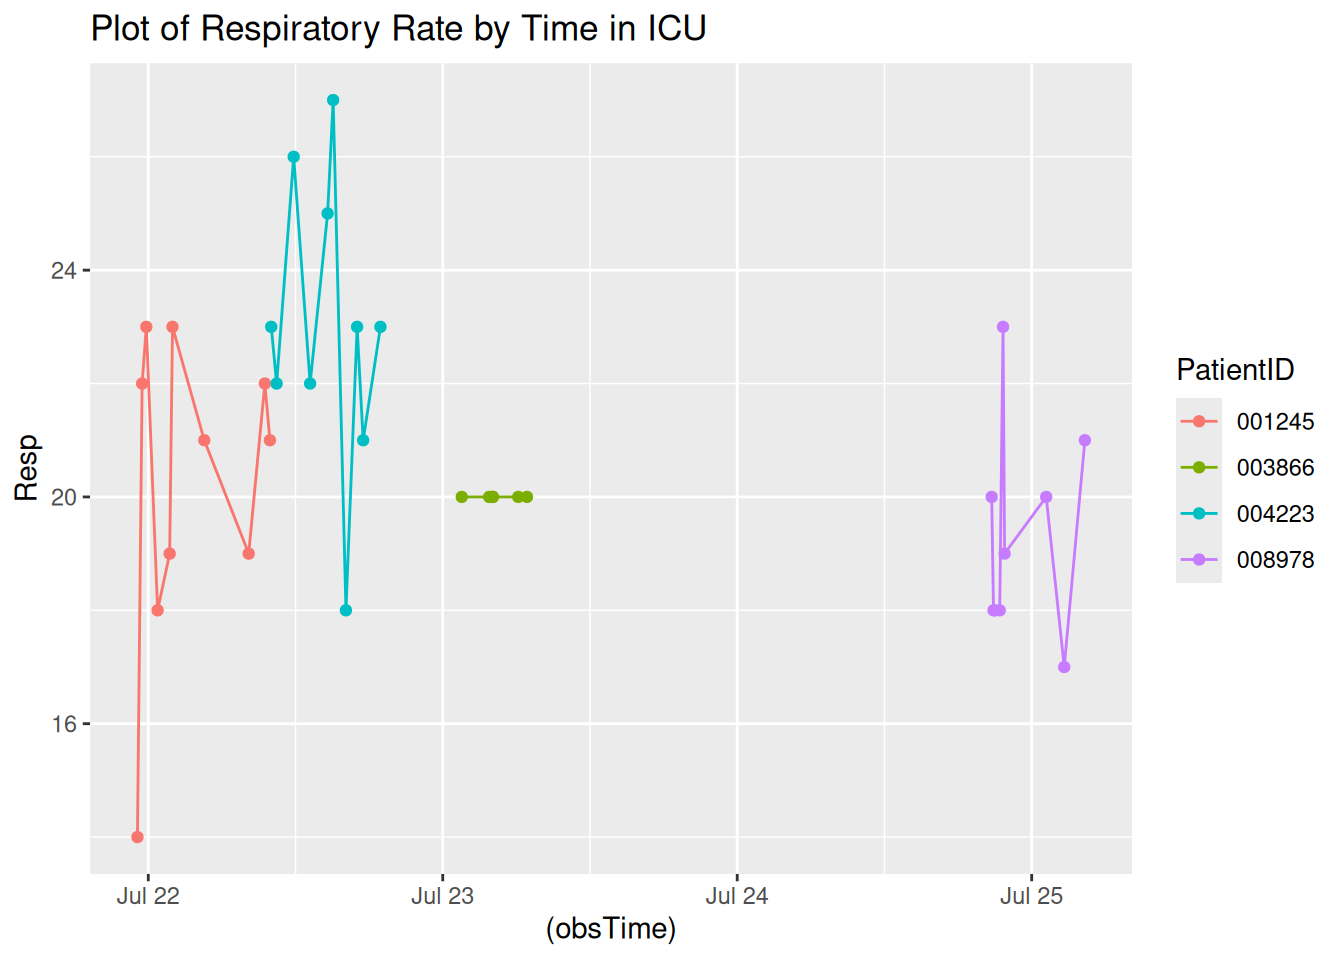 Plot of Respiratory Rate by Time in ICU
Resp
24
20
16
Jul 22
Jul 23
Jul 24
Jul 25
(obsTime)
PatientID
001245
003866
004223
008978